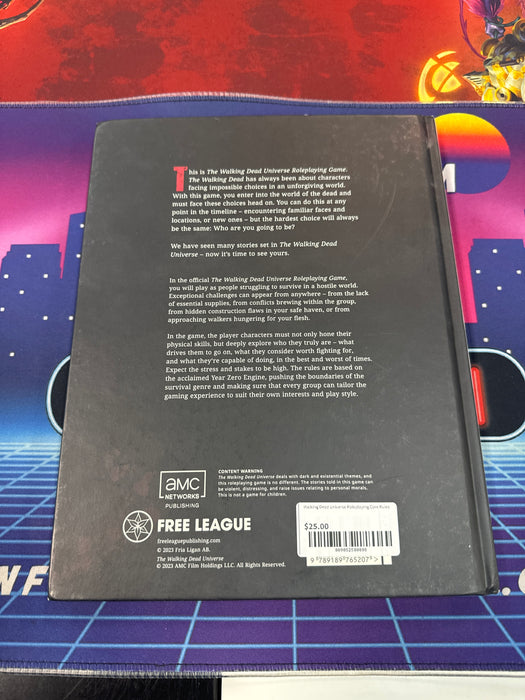 This is The Walking Dead Universe Roleplaying Game.
The Walking Dead has always been about characters
facing impossible choices in an unforgiving world.
With this game, you enter into the world of the dead and
must face these choices head on. You can do this at any
point in the timeline – encountering familiar faces and
locations, or new ones – but the hardest choice will always
be the same: Who are you going to be?
We have seen many stories set in The Walking Dead
Universe – now it's time to see yours.
In the official The Walking Dead Universe Roleplaying Game,
you will play as people struggling to survive in a hostile world.
Exceptional challenges can appear from anywhere – from the lack
of essential supplies, from conflicts brewing within the group,
from hidden construction flaws in your safe haven, or from
approaching walkers hungering for your flesh.
In the game, the player characters must not only hone their
physical skills, but deeply explore who they truly are – what
drives them to go on, what they consider worth fighting for,
and what they're capable of doing, in the best and worst of times.
Expect the stress and stakes to be high. The rules are based on
the acclaimed Year Zero Engine, pushing the boundaries of the
survival genre and making sure that every group can tailor the
gaming experience to suit their own interests and play style.
aMC
NETWORKS
PUBLISHING
CONTENT WARNING
The Walking Dead Universe deals with dark and existential themes, and
this roleplaying game is no different. The stories told in this game can
be violent, distressing, and raise issues relating to personal morals.
This is not a game for children.
FREE LEAGUE
freeleaguepublishing.com
© 2023 Fria Ligan AB.
The Walking Dead Universe
© 2023 AMC Film Holdings LLC. All Rights Reserved.
Walking Dead Universe Roleplaying Core Rules
$25.00
9 789189 765207 >
NF